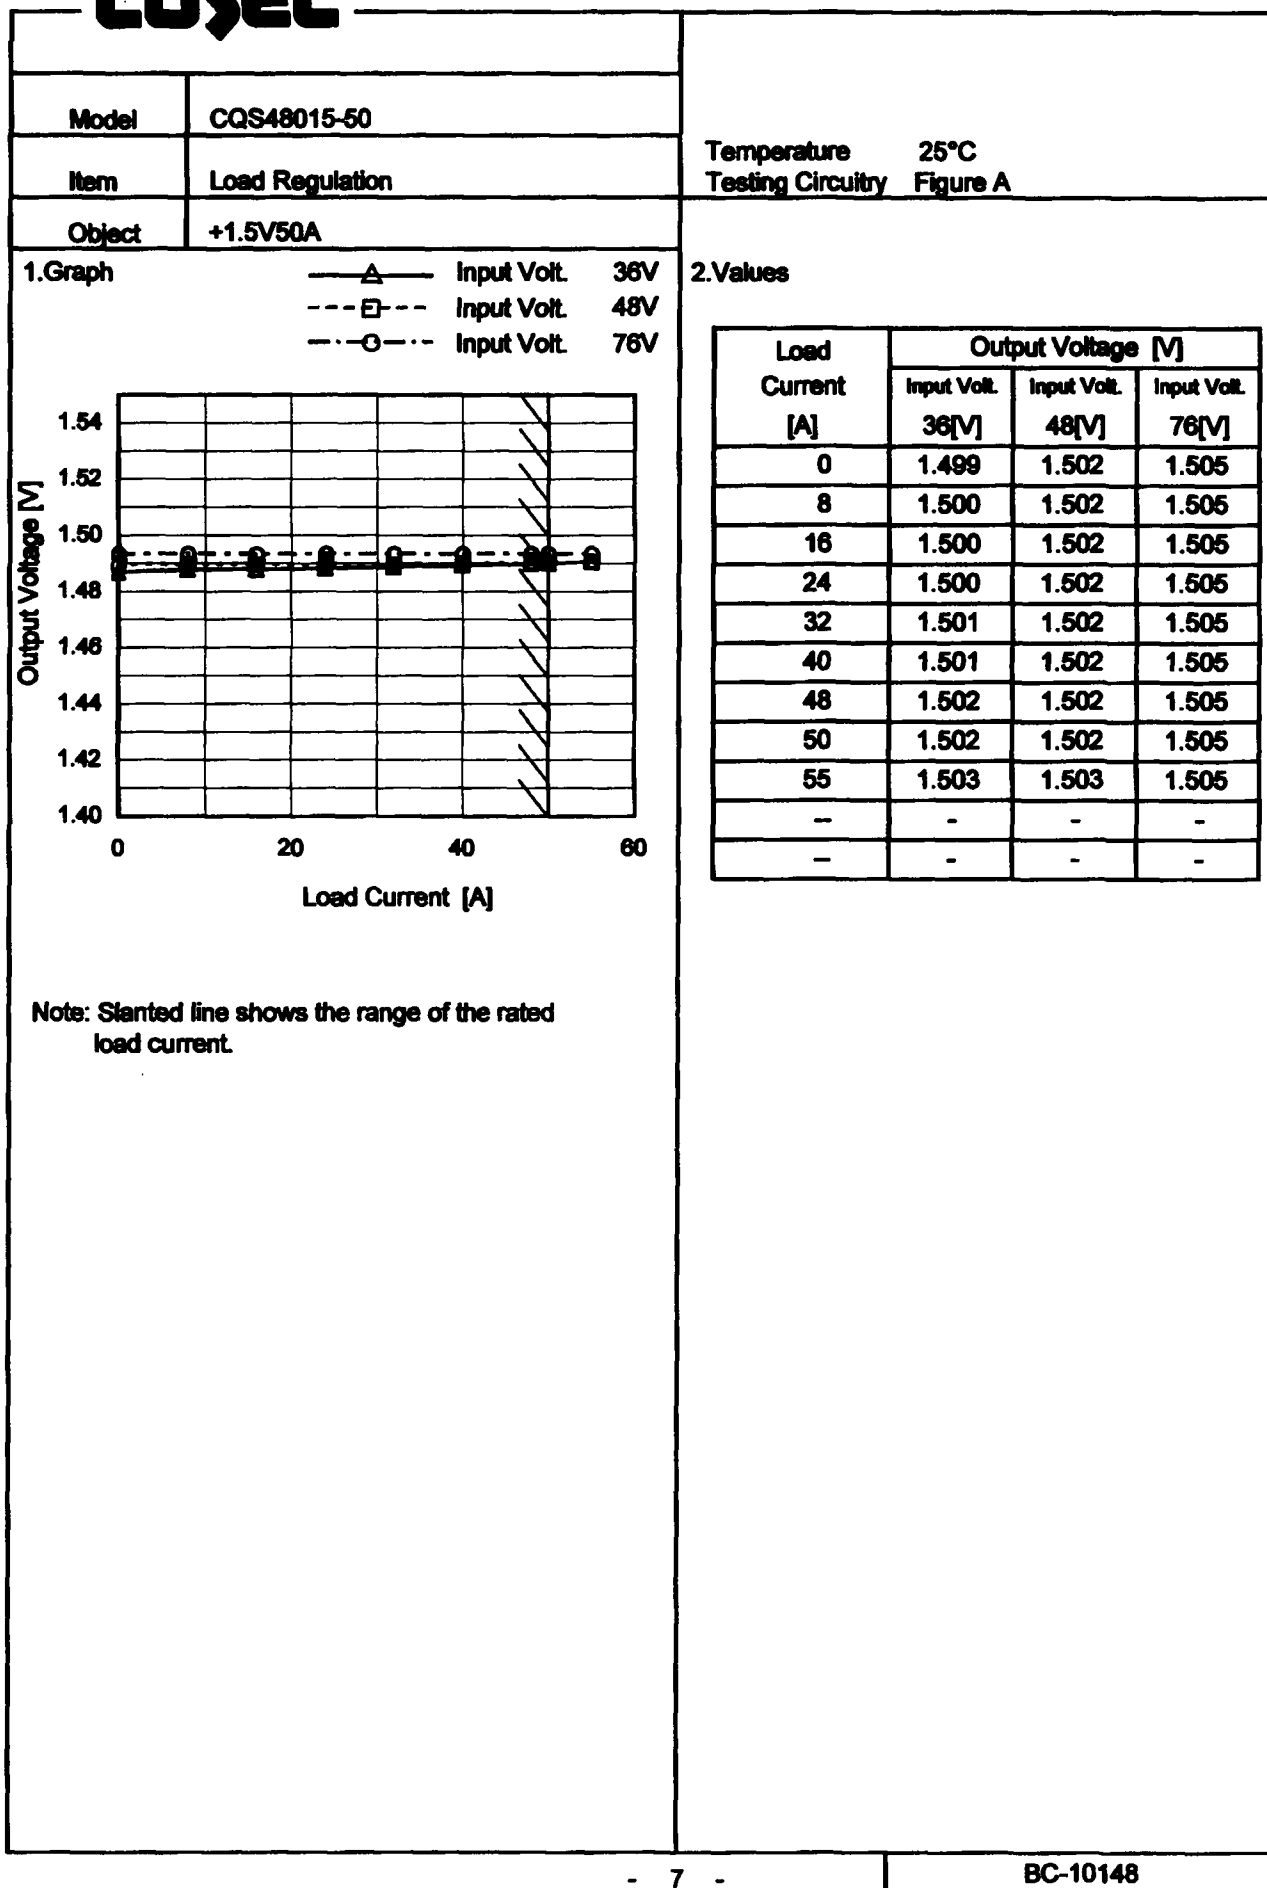 COSEL
Model CQS48015-50
Item Load Regulation
Object +1.5V50A
Temperature 25°C
Testing Circuitry Figure A
1.Graph
Input Volt. 36V
Input Volt. 48V
Input Volt. 76V
Output Voltage [V]
1.54
1.52
1.50
1.48
1.46
1.44
1.42
1.40
0 20 40 60
Load Current [A]
Note: Slanted line shows the range of the rated
load current.
2.Values
Load Output Voltage [V]
Current Input Volt. Input Volt. Input Volt.
[A] 36[V] 48[V] 76[V]
0 1.499 1.502 1.505
8 1.500 1.502 1.505
16 1.500 1.502 1.505
24 1.500 1.502 1.505
32 1.501 1.502 1.505
40 1.501 1.502 1.505
48 1.502 1.502 1.505
50 1.502 1.502 1.505
55 1.503 1.503 1.505
-- - - -
-- - - -
- 7 -
BC-10148